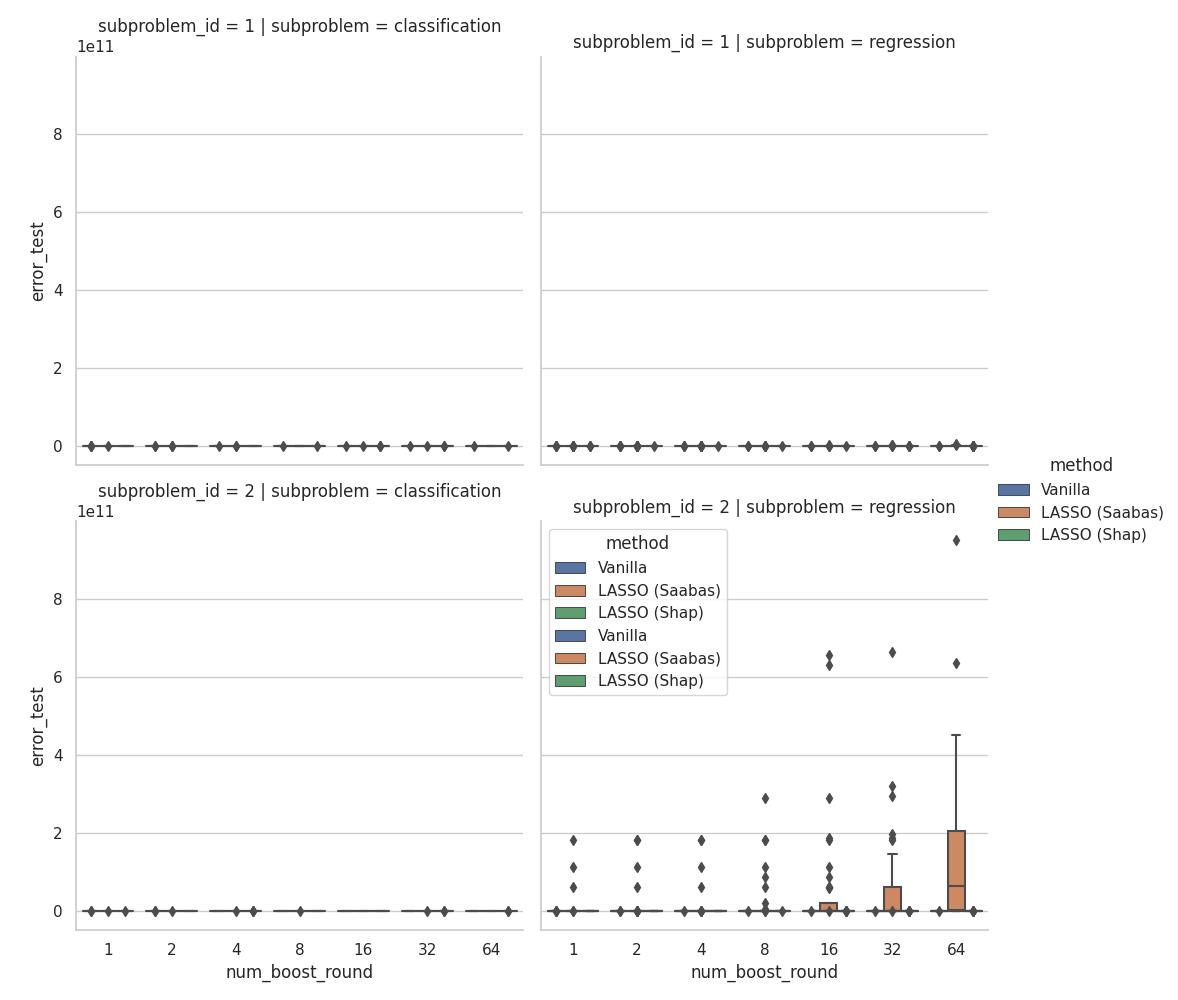 subproblem_id = 1 | subproblem = classification
1e11
8
6
4
2
0
error_test
subproblem_id = 1 | subproblem = regression
subproblem_id = 2 | subproblem = classification
1e11
8
6
4
2
0
error_test
1 2 4 8 16 32 64
num_boost_round
subproblem_id = 2 | subproblem = regression
method
Vanilla
LASSO (Saabas)
LASSO (Shap)
Vanilla
LASSO (Saabas)
LASSO (Shap)
1 2 4 8 16 32 64
num_boost_round
method
Vanilla
LASSO (Saabas)
LASSO (Shap)